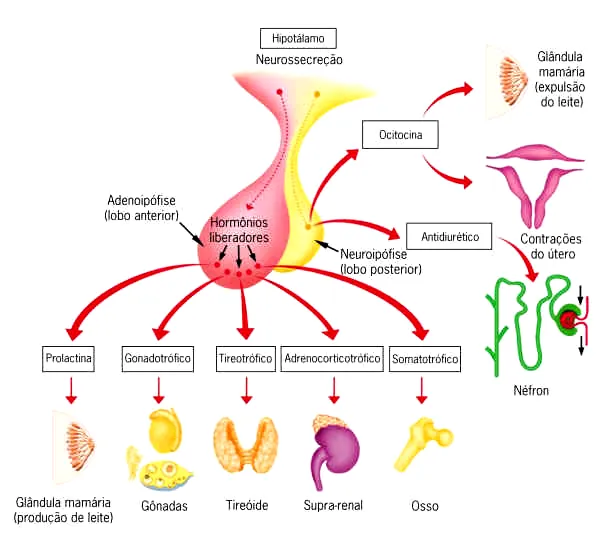 Hipotálamo
Neurossecreção
Glândula
mamária
(expulsão
do leite)
Ocitocina
Adenoipófise
(lobo anterior)
Hormônios
liberadores
Neuroipófise
(lobo posterior)
Antidiurético
Contrações
do útero
Néfron
Prolactina
Gonadotrófico
Tireotrófico
Adrenocorticotrófico
Somatotrófico
Glândula mamária
(produção de leite)
Gônadas
Tireóide
Supra-renal
Osso